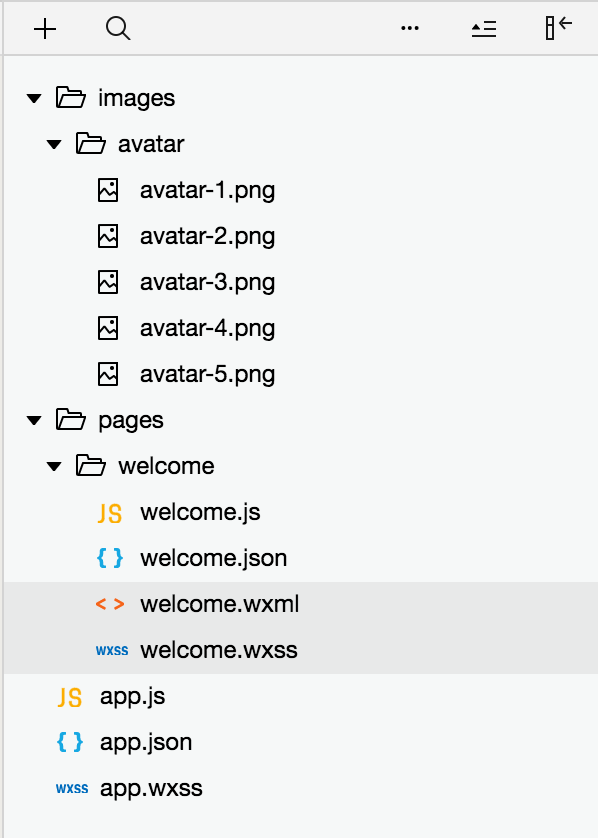 images
avatar
avatar-1.png
avatar-2.png
avatar-3.png
avatar-4.png
avatar-5.png
pages
welcome
JS welcome.js
{ } welcome.json
< > welcome.wxml
wxss welcome.wxss
JS app.js
{ } app.json
wxss app.wxss